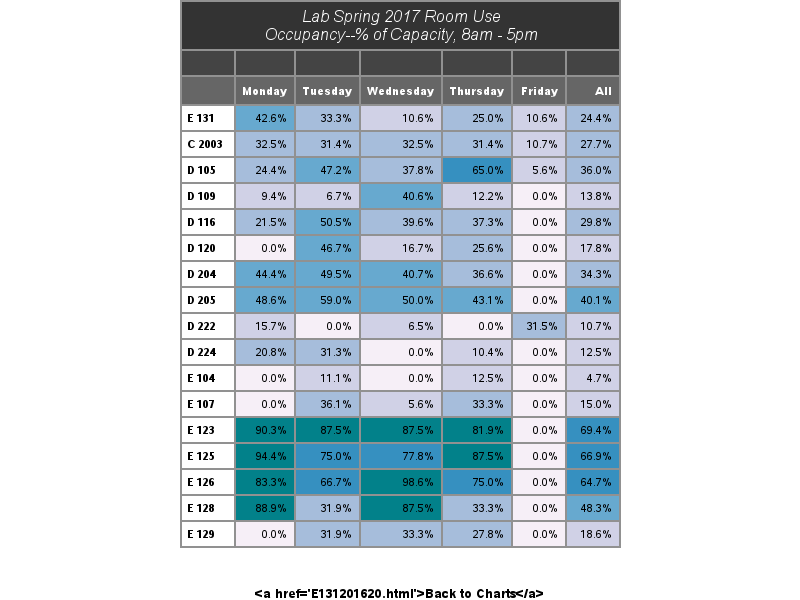 Lab Spring 2017 Room Use
Occupancy--% of Capacity, 8am - 5pm
Monday Tuesday Wednesday Thursday Friday All
E 131 42.6% 33.3% 10.6% 25.0% 10.6% 24.4%
C 2003 32.5% 31.4% 32.5% 31.4% 10.7% 27.7%
D 105 24.4% 47.2% 37.8% 65.0% 5.6% 36.0%
D 109 9.4% 6.7% 40.6% 12.2% 0.0% 13.8%
D 116 21.5% 50.5% 39.6% 37.3% 0.0% 29.8%
D 120 0.0% 46.7% 16.7% 25.6% 0.0% 17.8%
D 204 44.4% 49.5% 40.7% 36.6% 0.0% 34.3%
D 205 48.6% 59.0% 50.0% 43.1% 0.0% 40.1%
D 222 15.7% 0.0% 6.5% 0.0% 31.5% 10.7%
D 224 20.8% 31.3% 0.0% 10.4% 0.0% 12.5%
E 104 0.0% 11.1% 0.0% 12.5% 0.0% 4.7%
E 107 0.0% 36.1% 5.6% 33.3% 0.0% 15.0%
E 123 90.3% 87.5% 87.5% 81.9% 0.0% 69.4%
E 125 94.4% 75.0% 77.8% 87.5% 0.0% 66.9%
E 126 83.3% 66.7% 98.6% 75.0% 0.0% 64.7%
E 128 88.9% 31.9% 87.5% 33.3% 0.0% 48.3%
E 129 0.0% 31.9% 33.3% 27.8% 0.0% 18.6%
<a href='E131201620.html'>Back to Charts</a>